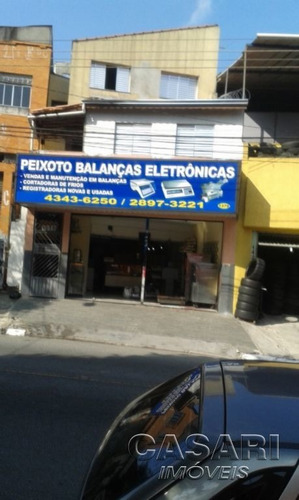 PEIXOTO BALANÇAS ELETRÔNICAS
- VENDAS E MANUTENÇÃO EM BALANÇAS
- CORTADORAS DE FRIOS
- REGISTRADORAS NOVAS E USADAS
4343-6250 / 2897-3221
CASARI
IMÓVEIS